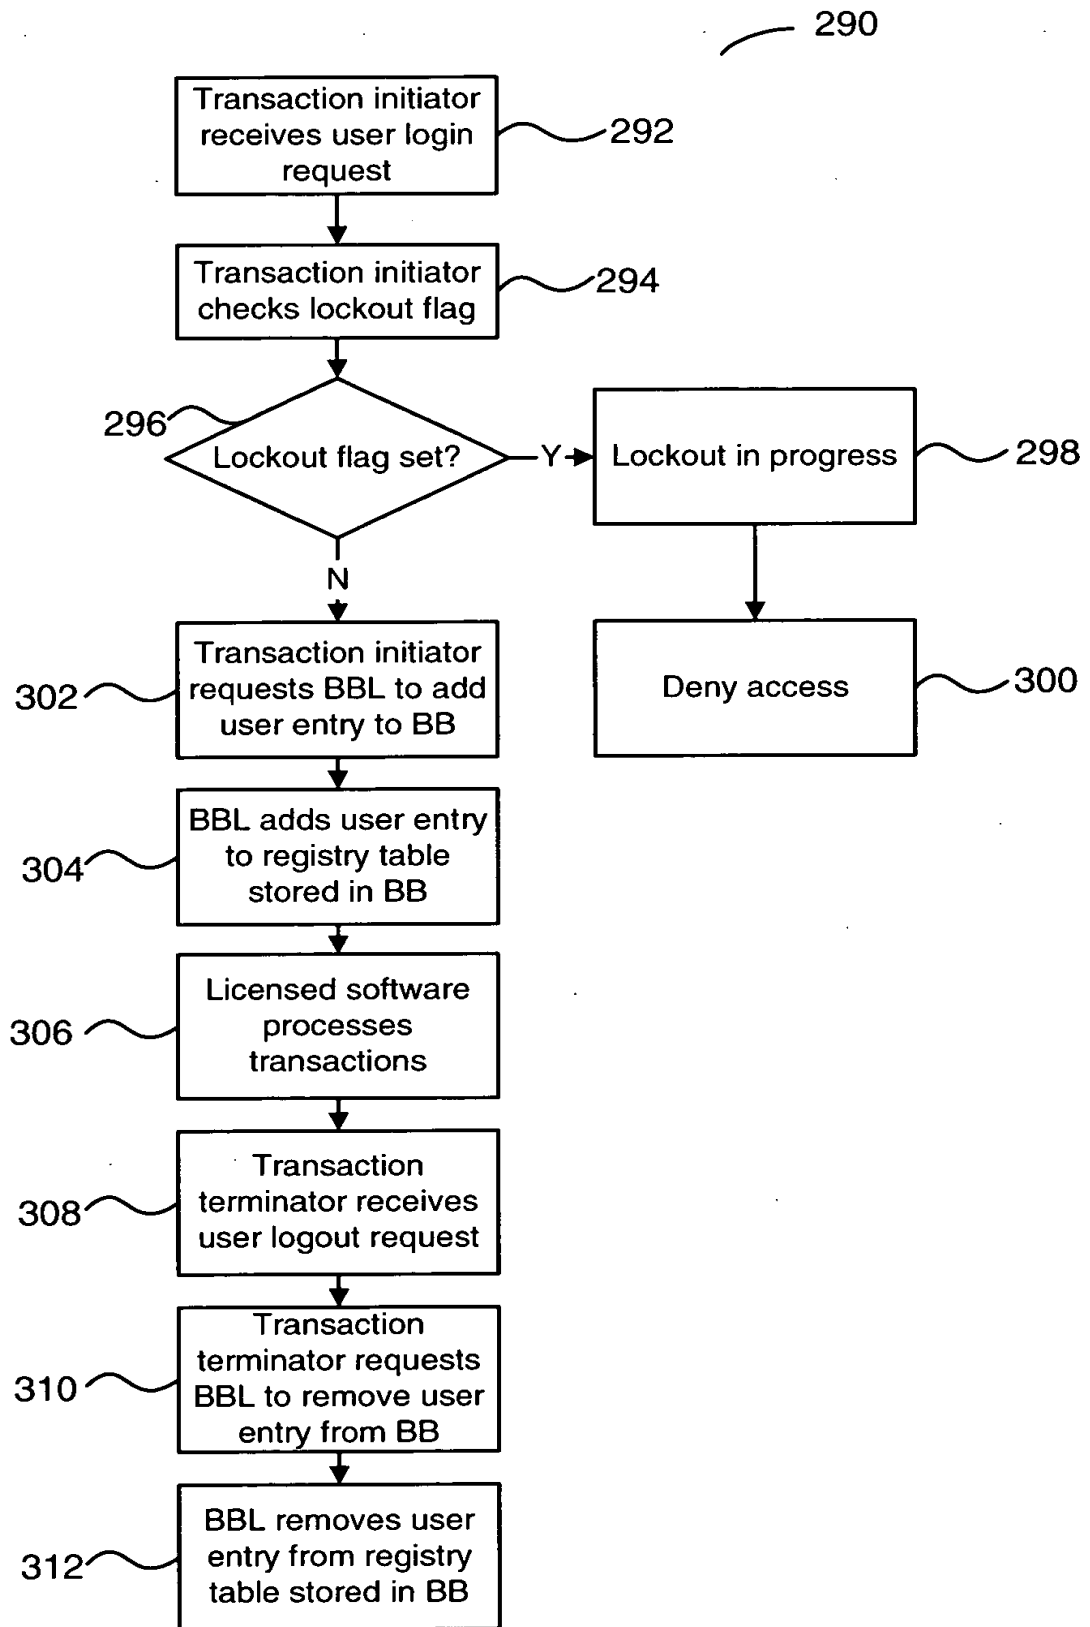 290
Transaction initiator
receives user login
request
292
Transaction initiator
checks lockout flag
294
296
Lockout flag set?
Y
Lockout in progress
298
N
Deny access
300
Transaction initiator
requests BBL to add
user entry to BB
302
BBL adds user entry
to registry table
stored in BB
304
Licensed software
processes
transactions
306
Transaction
terminator receives
user logout request
308
Transaction
terminator requests
BBL to remove user
entry from BB
310
BBL removes user
entry from registry
table stored in BB
312